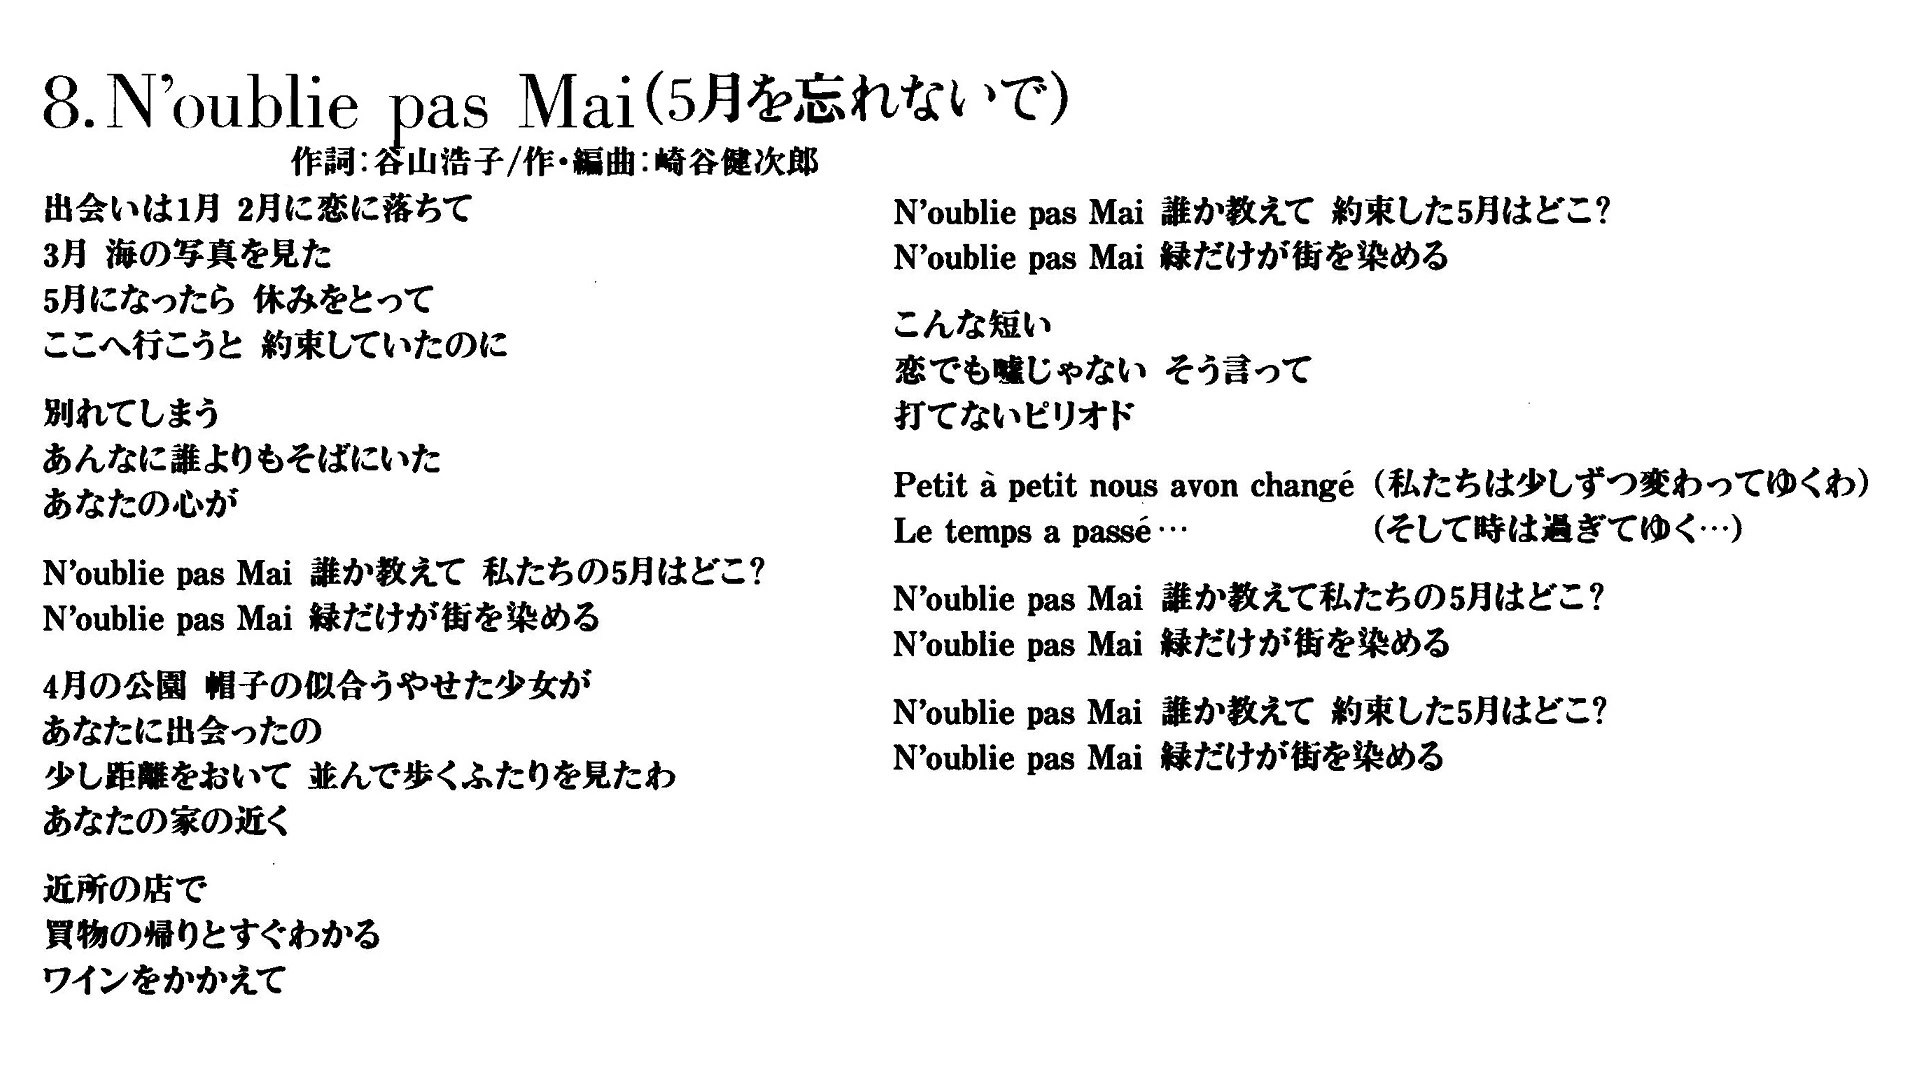 8. N'oublie pas Mai(5月を忘れないで)
作詞:谷山浩子/作・編曲:崎谷健次郎
出会いは1月 2月に恋に落ちて
3月 海の写真を見た
5月になったら 休みをとって
ここへ行こうと 約束していたのに
別れてしまう
あんなに誰よりもそばにいた
あなたの心が
N'oublie pas Mai 誰か教えて 私たちの5月はどこ?
N'oublie pas Mai 緑だけが街を染める
4月の公園 帽子の似合うやせた少女が
あなたに出会ったの
少し距離をおいて 並んで歩くふたりを見たわ
あなたの家の近く
近所の店で
買物の帰りとすぐわかる
ワインをかかえて
N'oublie pas Mai 誰か教えて 約束した5月はどこ?
N'oublie pas Mai 緑だけが街を染める
こんな短い
恋でも嘘じゃない そう言って
打てないピリオド
Petit à petit nous avon changé (私たちは少しずつ変わってゆくわ)
Le temps a passé… (そして時は過ぎてゆく…)
N'oublie pas Mai 誰か教えて私たちの5月はどこ?
N'oublie pas Mai 緑だけが街を染める
N'oublie pas Mai 誰か教えて 約束した5月はどこ?
N'oublie pas Mai 緑だけが街を染める